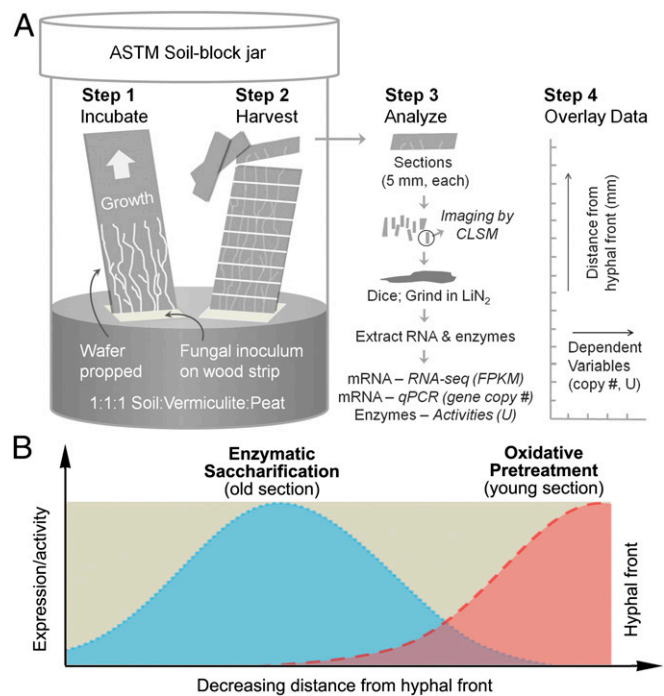 A
ASTM Soil-block jar
Step 1
Incubate
Step 2
Harvest
Growth
Wafer
propped
Fungal inoculum
on wood strip
1:1:1 Soil:Vermiculite:Peat
Step 3
Analyze
Sections
(5 mm, each)
Imaging by
CLSM
Dice; Grind in LiN2
Extract RNA & enzymes
mRNA – RNA-seq (FPKM)
mRNA – qPCR (gene copy #)
Enzymes – Activities (U)
Step 4
Overlay Data
Distance from
hyphal front (mm)
Dependent
Variables
(copy #, U)
B
Enzymatic
Saccharification
(old section)
Oxidative
Pretreatment
(young section)
Expression/activity
Hyphal front
Decreasing distance from hyphal front